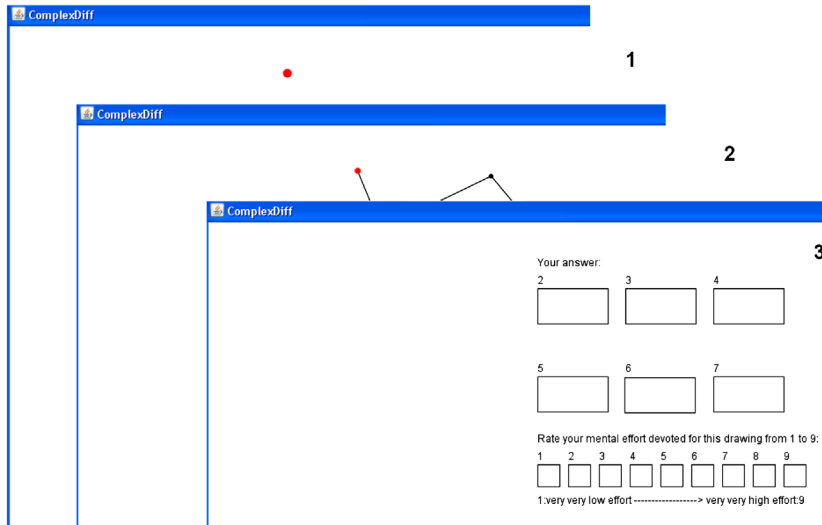 ComplexDiff
1
ComplexDiff
2
ComplexDiff
3
Your answer:
2 3 4
5 6 7
Rate your mental effort devoted for this drawing from 1 to 9:
1 2 3 4 5 6 7 8 9
1:very very low effort ------------------> very very high effort:9